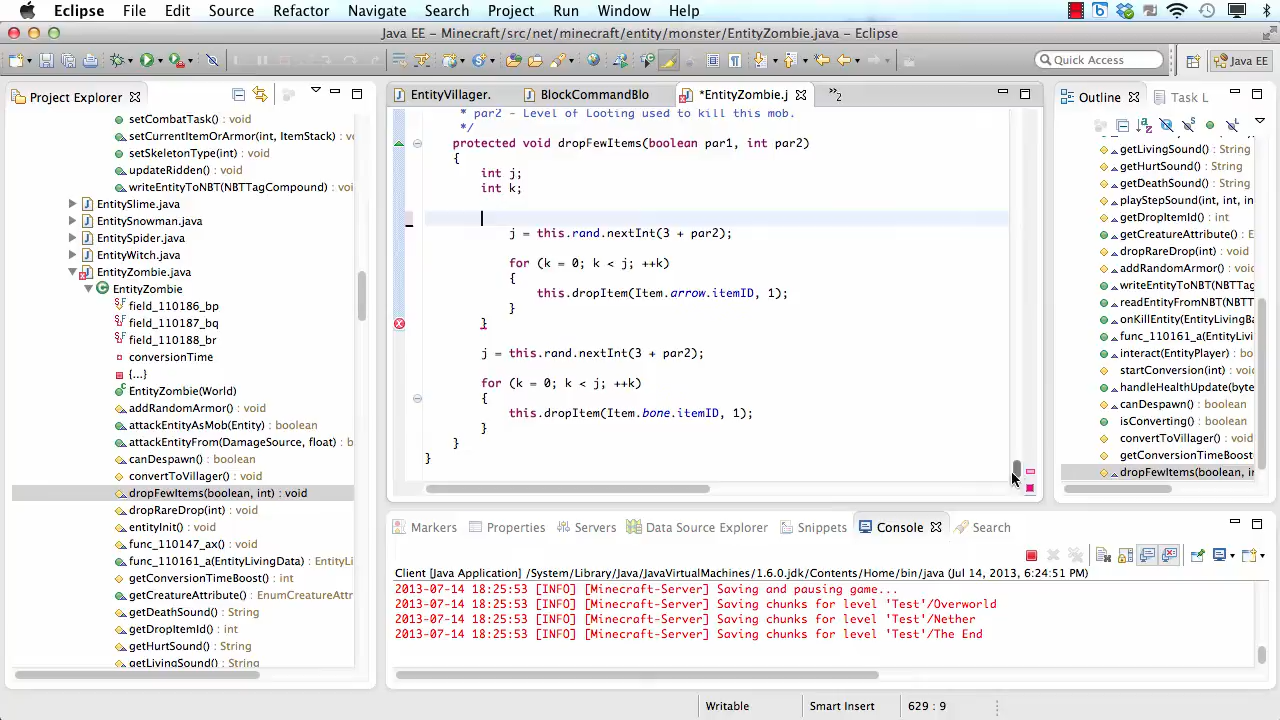 Eclipse File Edit Source Refactor Navigate Search Project Run Window Help
Java EE – Minecraft/src/net/minecraft/entity/monster/EntityZombie.java – Eclipse
Quick Access
Java EE
Project Explorer
setCombatTask() : void
setCurrentItemOrArmor(int, ItemStack) : vo
setSkeletonType(int) : void
updateRidden() : void
writeEntityToNBT(NBTTagCompound) : vo
EntitySlime.java
EntitySnowman.java
EntitySpider.java
EntityWitch.java
EntityZombie.java
EntityZombie
field_110186_bp
field_110187_bq
field_110188_br
conversionTime
{...}
EntityZombie(World)
addRandomArmor() : void
attackEntityAsMob(Entity) : boolean
attackEntityFrom(DamageSource, float) : bo
canDespawn() : boolean
convertToVillager() : void
dropFewItems(boolean, int) : void
dropRareDrop(int) : void
entityInit() : void
func_110147_ax() : void
func_110161_a(EntityLivingData) : EntityL
getConversionTimeBoost() : int
getCreatureAttribute() : EnumCreatureAttr
getDeathSound() : String
getDropItemId() : int
getHurtSound() : String
getLivingSound() : String
EntityVillager. BlockCommandBlo *EntityZombie.j »2
* par2 - Level of Looting used to kill this mob.
*/
protected void dropFewItems(boolean par1, int par2)
{
int j;
int k;
j = this.rand.nextInt(3 + par2);
for (k = 0; k < j; ++k)
{
this.dropItem(Item.arrow.itemID, 1);
}
}
j = this.rand.nextInt(3 + par2);
for (k = 0; k < j; ++k)
{
this.dropItem(Item.bone.itemID, 1);
}
}
}
Outline Task L
getLivingSound() : String
getHurtSound() : String
getDeathSound() : String
playStepSound(int, int, in
getDropItemId() : int
getCreatureAttribute() : E
dropRareDrop(int) : void
addRandomArmor() : void
writeEntityToNBT(NBTTag
readEntityFromNBT(NBTTa
onKillEntity(EntityLivingBa
func_110161_a(EntityLivi
interact(EntityPlayer) : bo
startConversion(int) : void
handleHealthUpdate(byte
canDespawn() : boolean
isConverting() : boolean
convertToVillager() : void
getConversionTimeBoost
dropFewItems(boolean, in
Markers Properties Servers Data Source Explorer Snippets Console Search
Client [Java Application] /System/Library/Java/JavaVirtualMachines/1.6.0.jdk/Contents/Home/bin/java (Jul 14, 2013 6:24:51 PM)
2013-07-14 18:25:53 [INFO] [Minecraft-Server] Saving and pausing game...
2013-07-14 18:25:53 [INFO] [Minecraft-Server] Saving chunks for level 'Test'/Overworld
2013-07-14 18:25:53 [INFO] [Minecraft-Server] Saving chunks for level 'Test'/Nether
2013-07-14 18:25:53 [INFO] [Minecraft-Server] Saving chunks for level 'Test'/The End
Writable Smart Insert 629 : 9